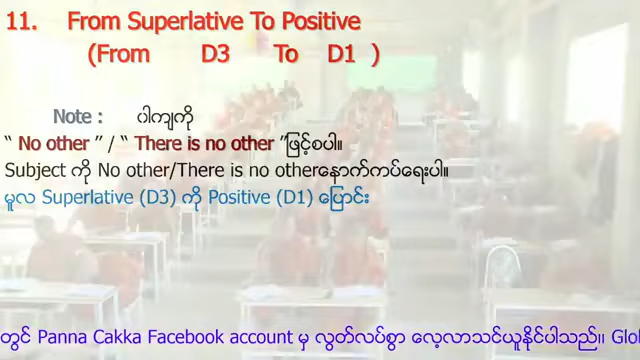 11. From Superlative To Positive
(From D3 To D1 )
Note : ဝါကျကို
“ No other ” / “ There is no other ”ဖြင့်စပါ။
Subject ကို No other/There is no otherနောက်ကပ်ရေးပါ။
မူလ Superlative (D3) ကို Positive (D1) ပြောင်း
တွင် Panna Cakka Facebook account မှ လွတ်လပ်စွာ လေ့လာသင်ယူနိုင်ပါသည်။ Glo